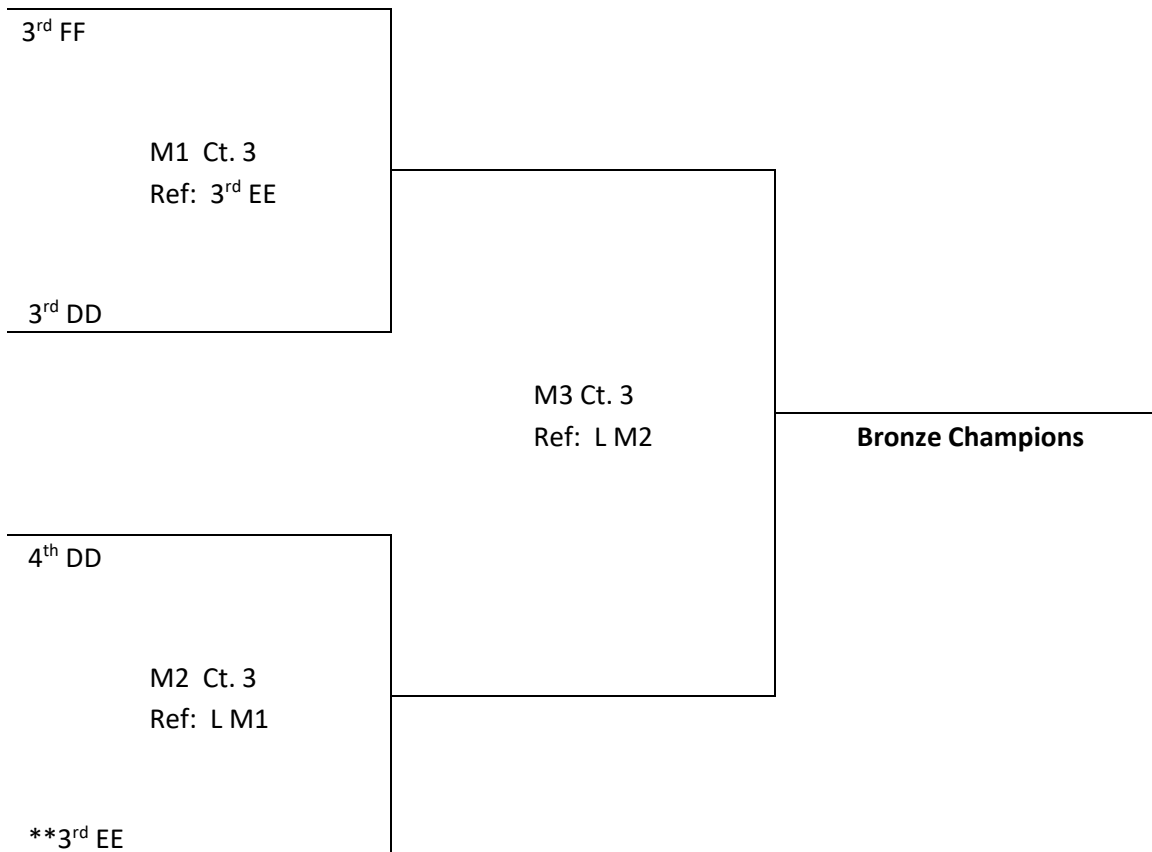 3rd FF
M1 Ct. 3
Ref: 3rd EE
3rd DD
M3 Ct. 3
Ref: L M2
Bronze Champions
4th DD
M2 Ct. 3
Ref: L M1
**3rd EE